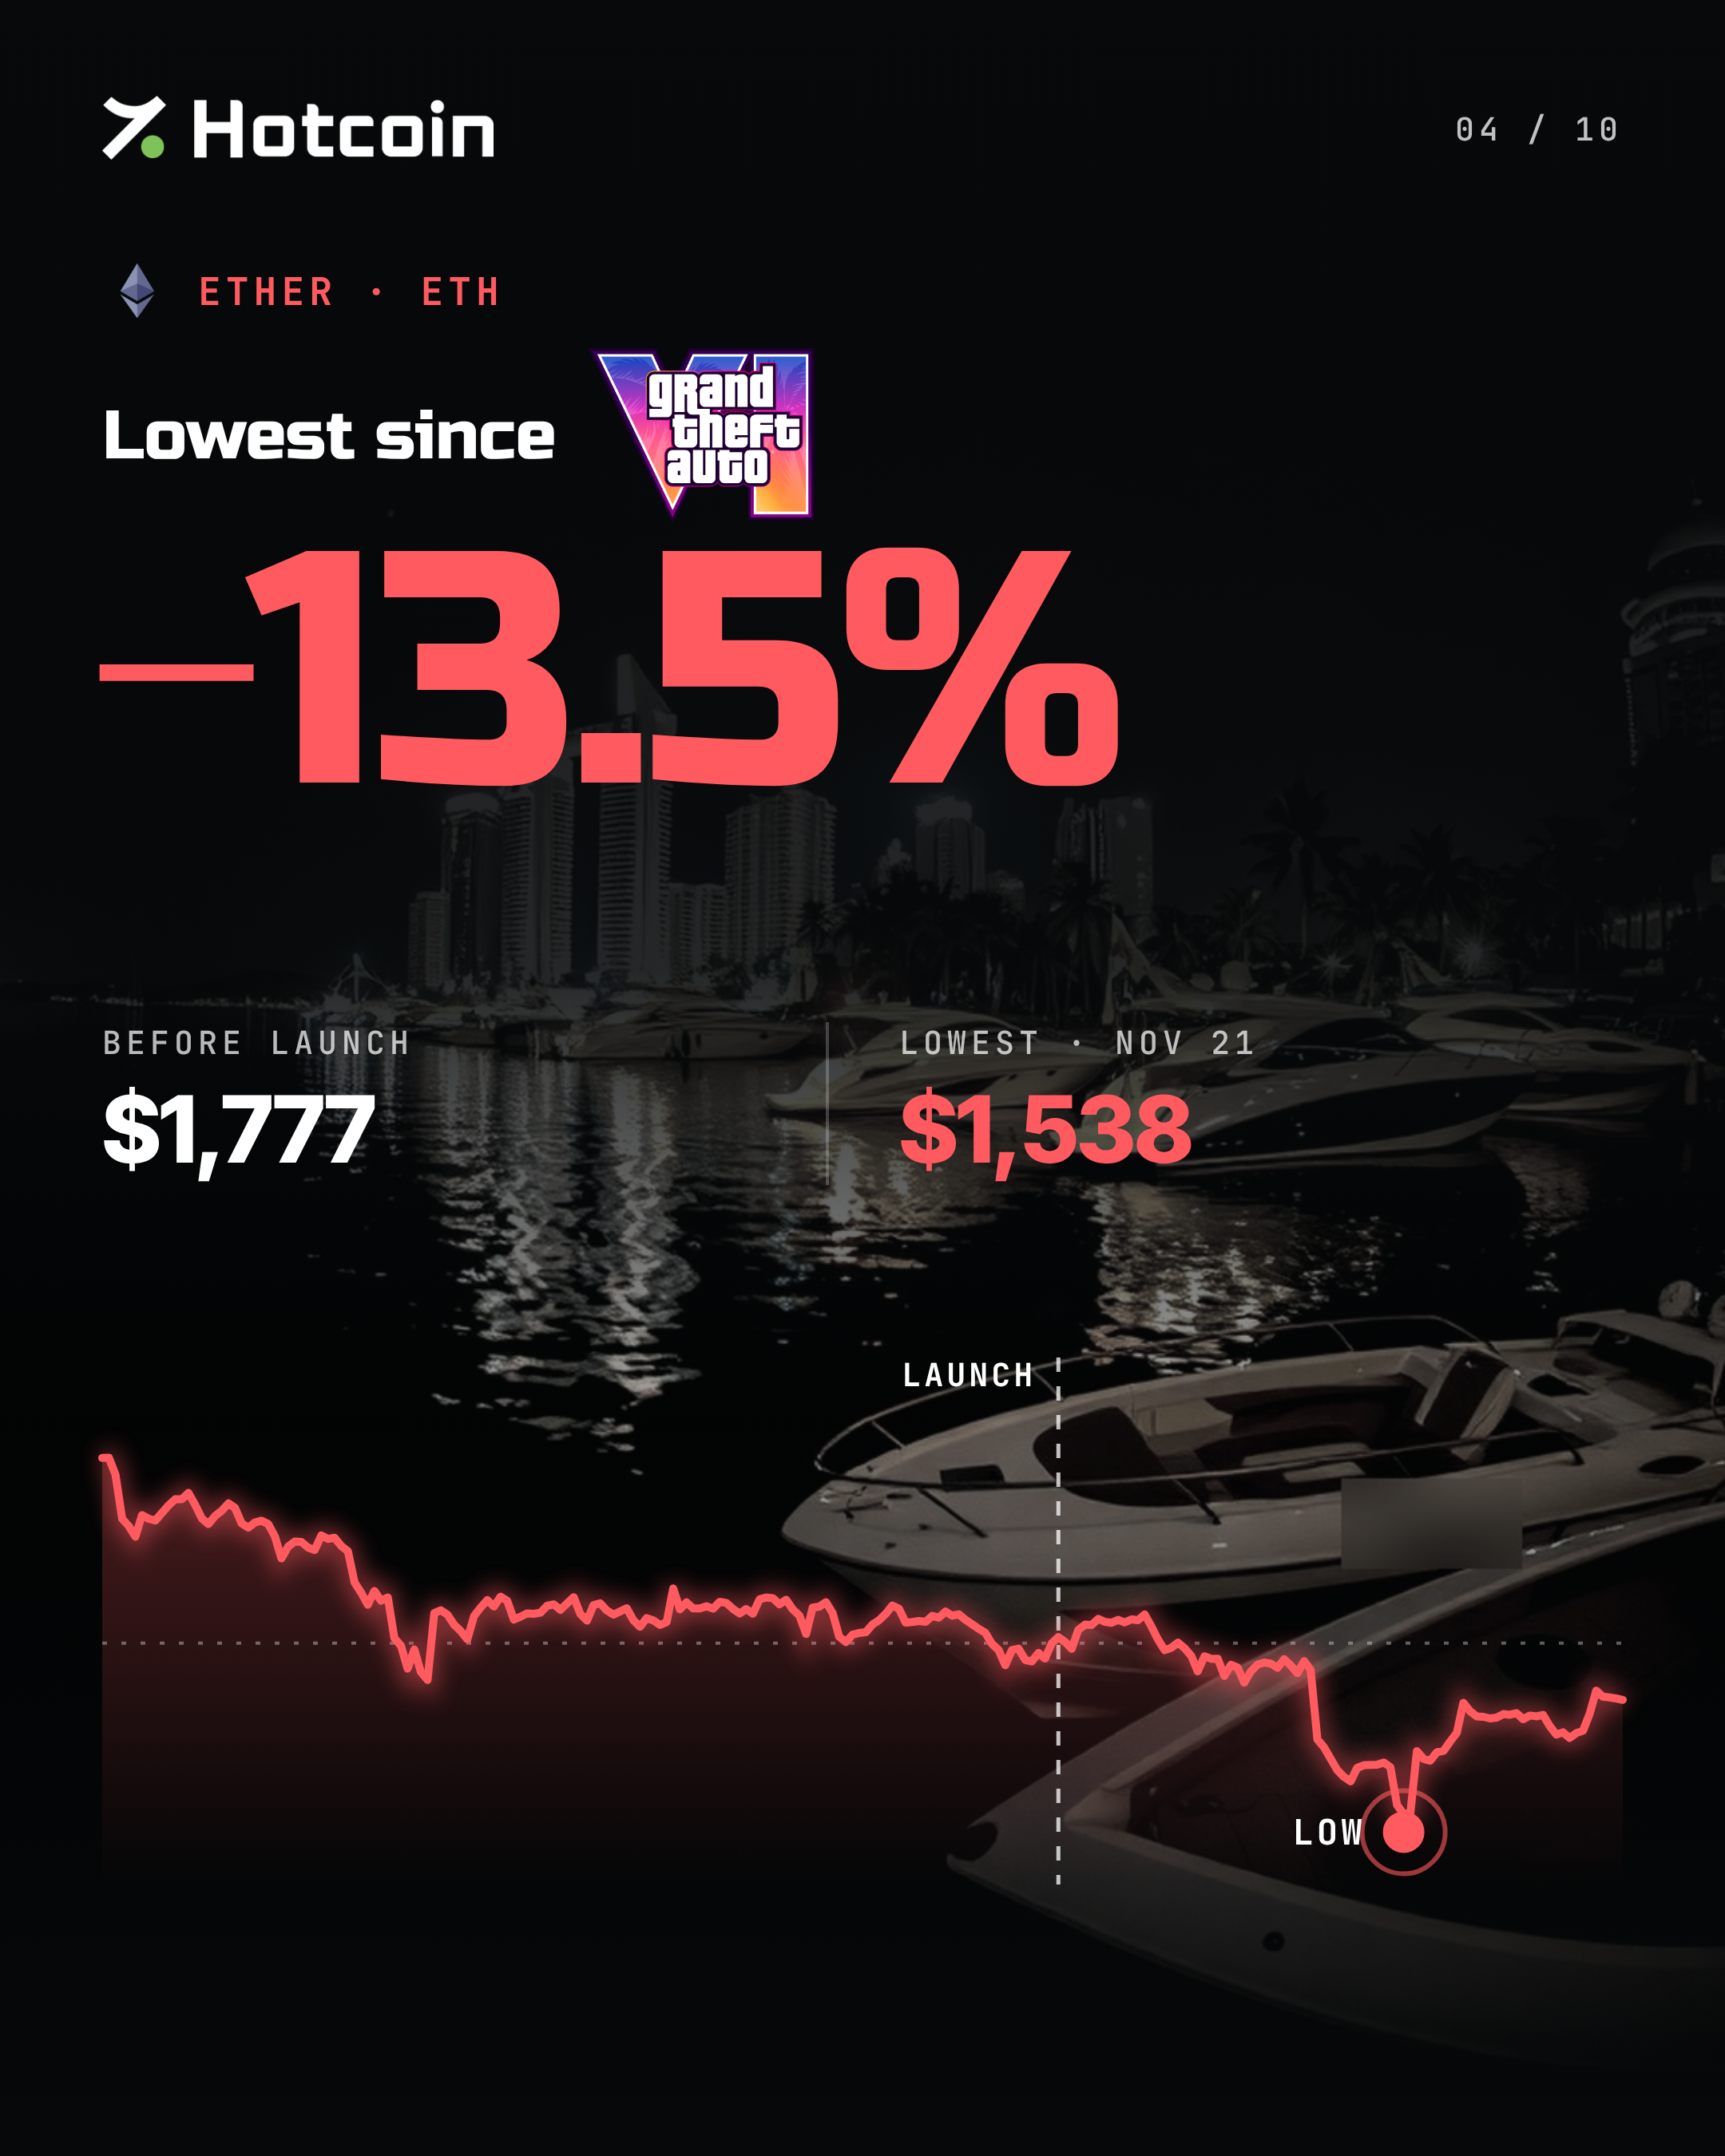 Hotcoin
04 / 10
ETHER · ETH
Lowest since
VI
grand
theft
auto
–13.5%
BEFORE LAUNCH
LOWEST · NOV 21
$1,777
$1,538
LAUNCH
LOW